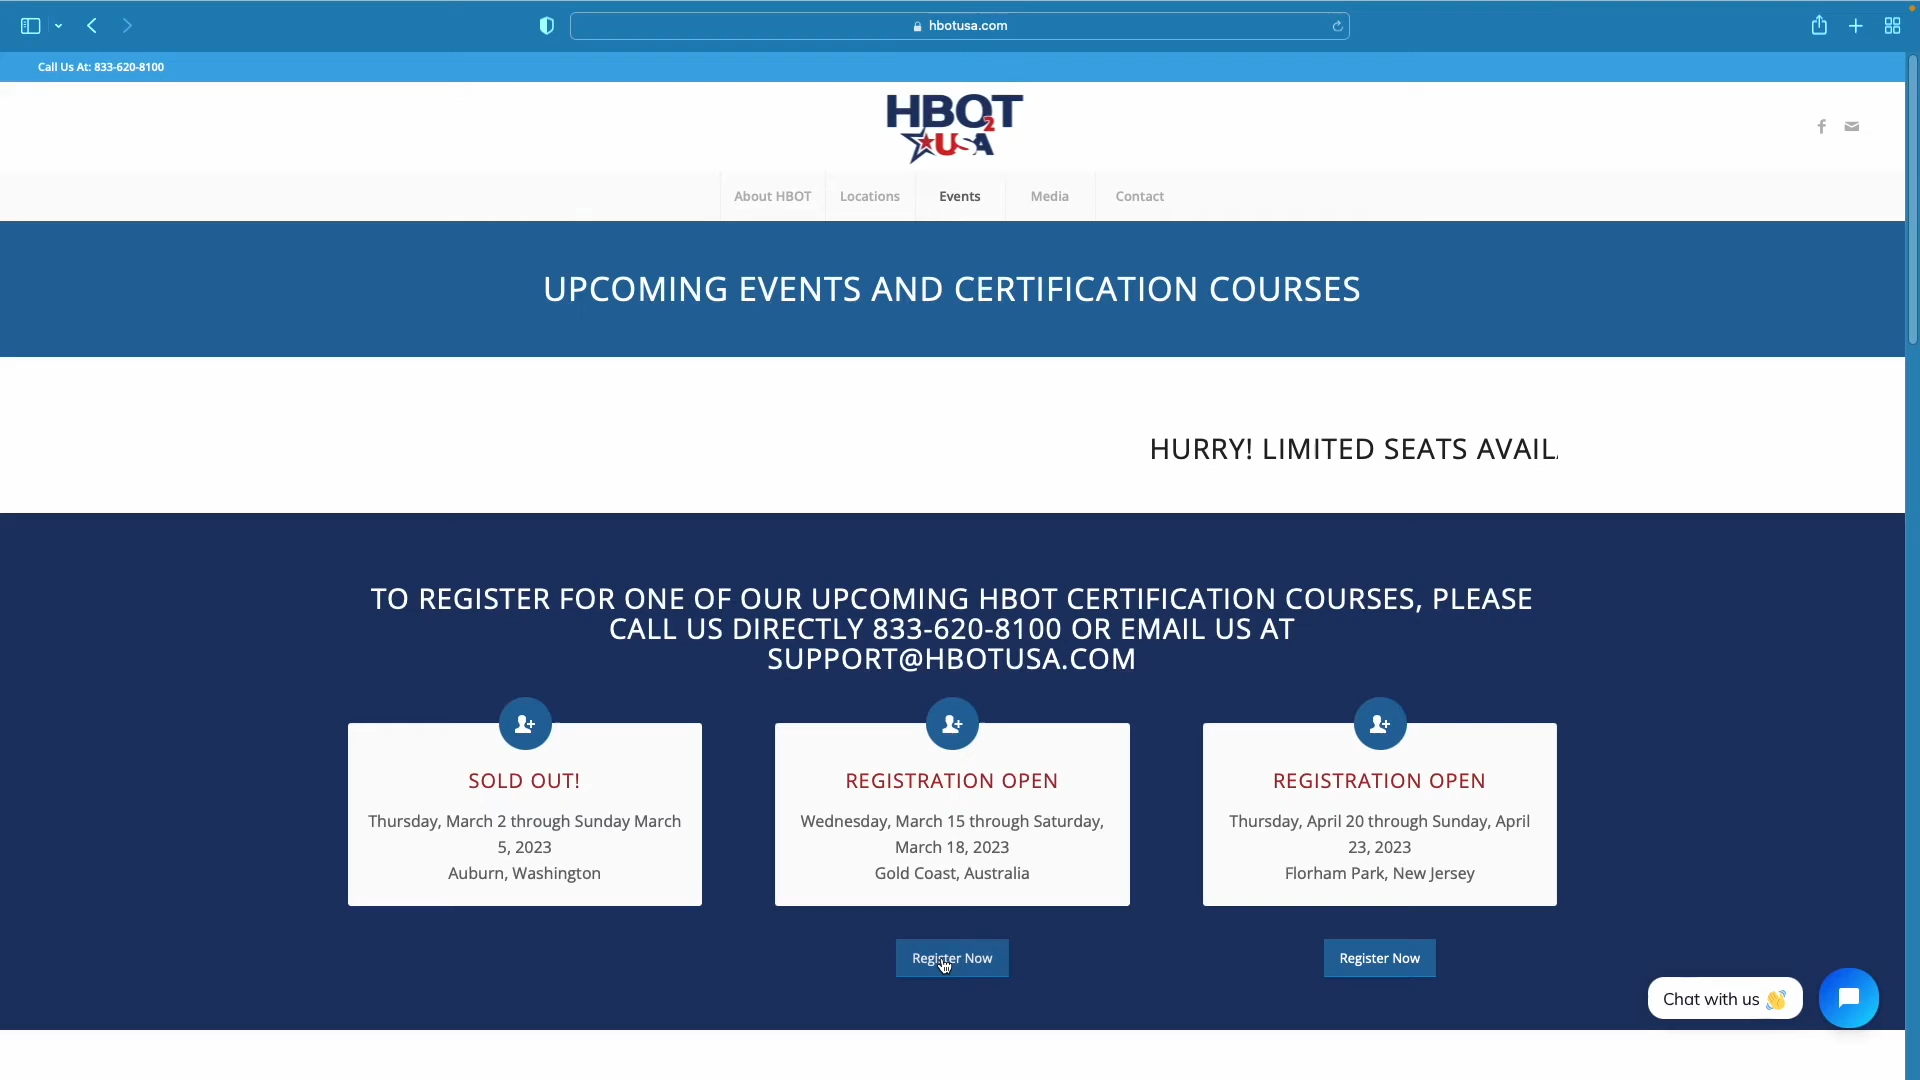 hbotusa.com
Call Us At: 833-620-8100
HBOT
2
USA
About HBOT
Locations
Events
Media
Contact
UPCOMING EVENTS AND CERTIFICATION COURSES
HURRY! LIMITED SEATS AVAIL
TO REGISTER FOR ONE OF OUR UPCOMING HBOT CERTIFICATION COURSES, PLEASE
CALL US DIRECTLY 833-620-8100 OR EMAIL US AT
SUPPORT@HBOTUSA.COM
SOLD OUT!
Thursday, March 2 through Sunday March
5, 2023
Auburn, Washington
REGISTRATION OPEN
Wednesday, March 15 through Saturday,
March 18, 2023
Gold Coast, Australia
Register Now
REGISTRATION OPEN
Thursday, April 20 through Sunday, April
23, 2023
Florham Park, New Jersey
Register Now
Chat with us 👋